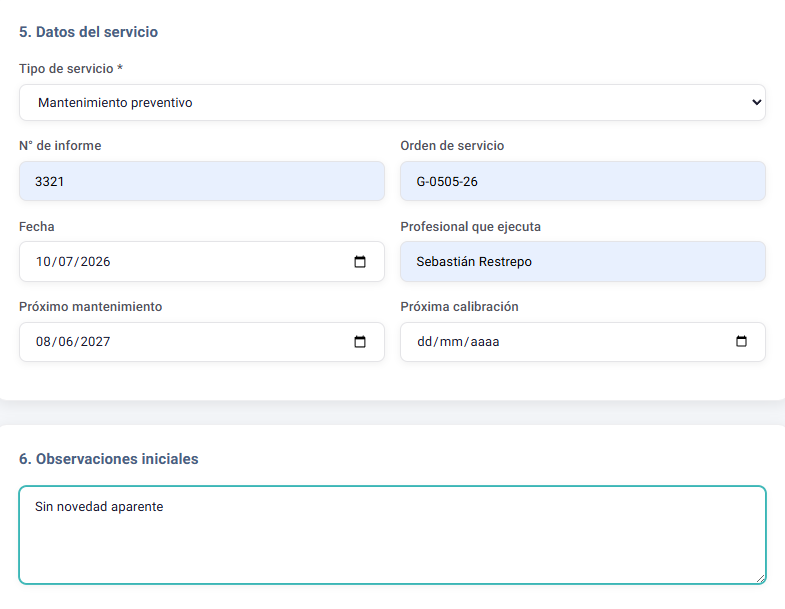 5. Datos del servicio
Tipo de servicio *
Mantenimiento preventivo
N° de informe
Orden de servicio
3321
G-0505-26
Fecha
Profesional que ejecuta
10/07/2026
Sebastián Restrepo
Próximo mantenimiento
Próxima calibración
08/06/2027
dd/mm/aaaa
6. Observaciones iniciales
Sin novedad aparente